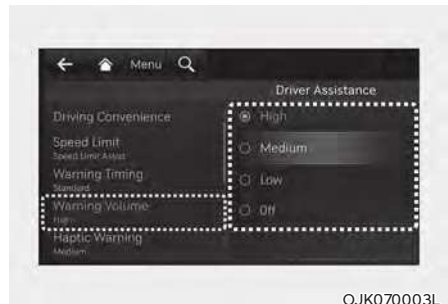 Menu
Driver Assistance
Driving Convenience
Speed Limit
Speed Limit Assist
Warning Timing
Standard
Warning Volume
High
Haptic Warning
Medium
High
Medium
Low
Off
OJK070003L